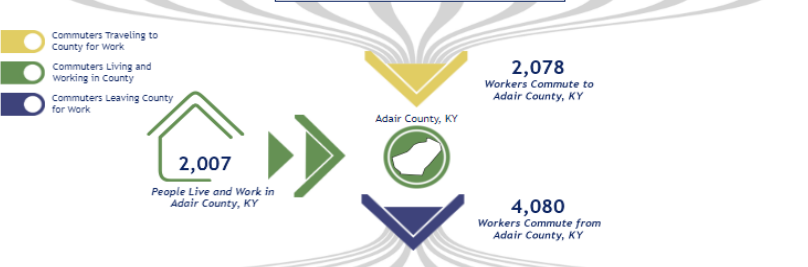 Commuters Traveling to
County for Work
Commuters Living and
Working in County
Commuters Leaving County
for Work
2,078
Workers Commute to
Adair County, KY
Adair County, KY
2,007
People Live and Work in
Adair County, KY
4,080
Workers Commute from
Adair County, KY